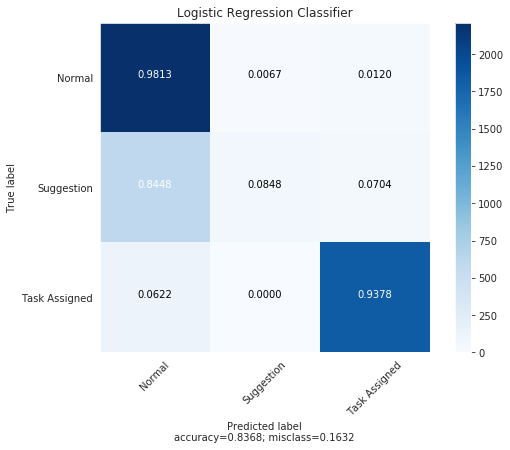 Logistic Regression Classifier
True label
Normal
0.9813 0.0067 0.0120
Suggestion
0.8448 0.0848 0.0704
Task Assigned
0.0622 0.0000 0.9378
Normal Suggestion Task Assigned
Predicted label
accuracy=0.8368; misclass=0.1632
2000
1750
1500
1250
1000
750
500
250
0